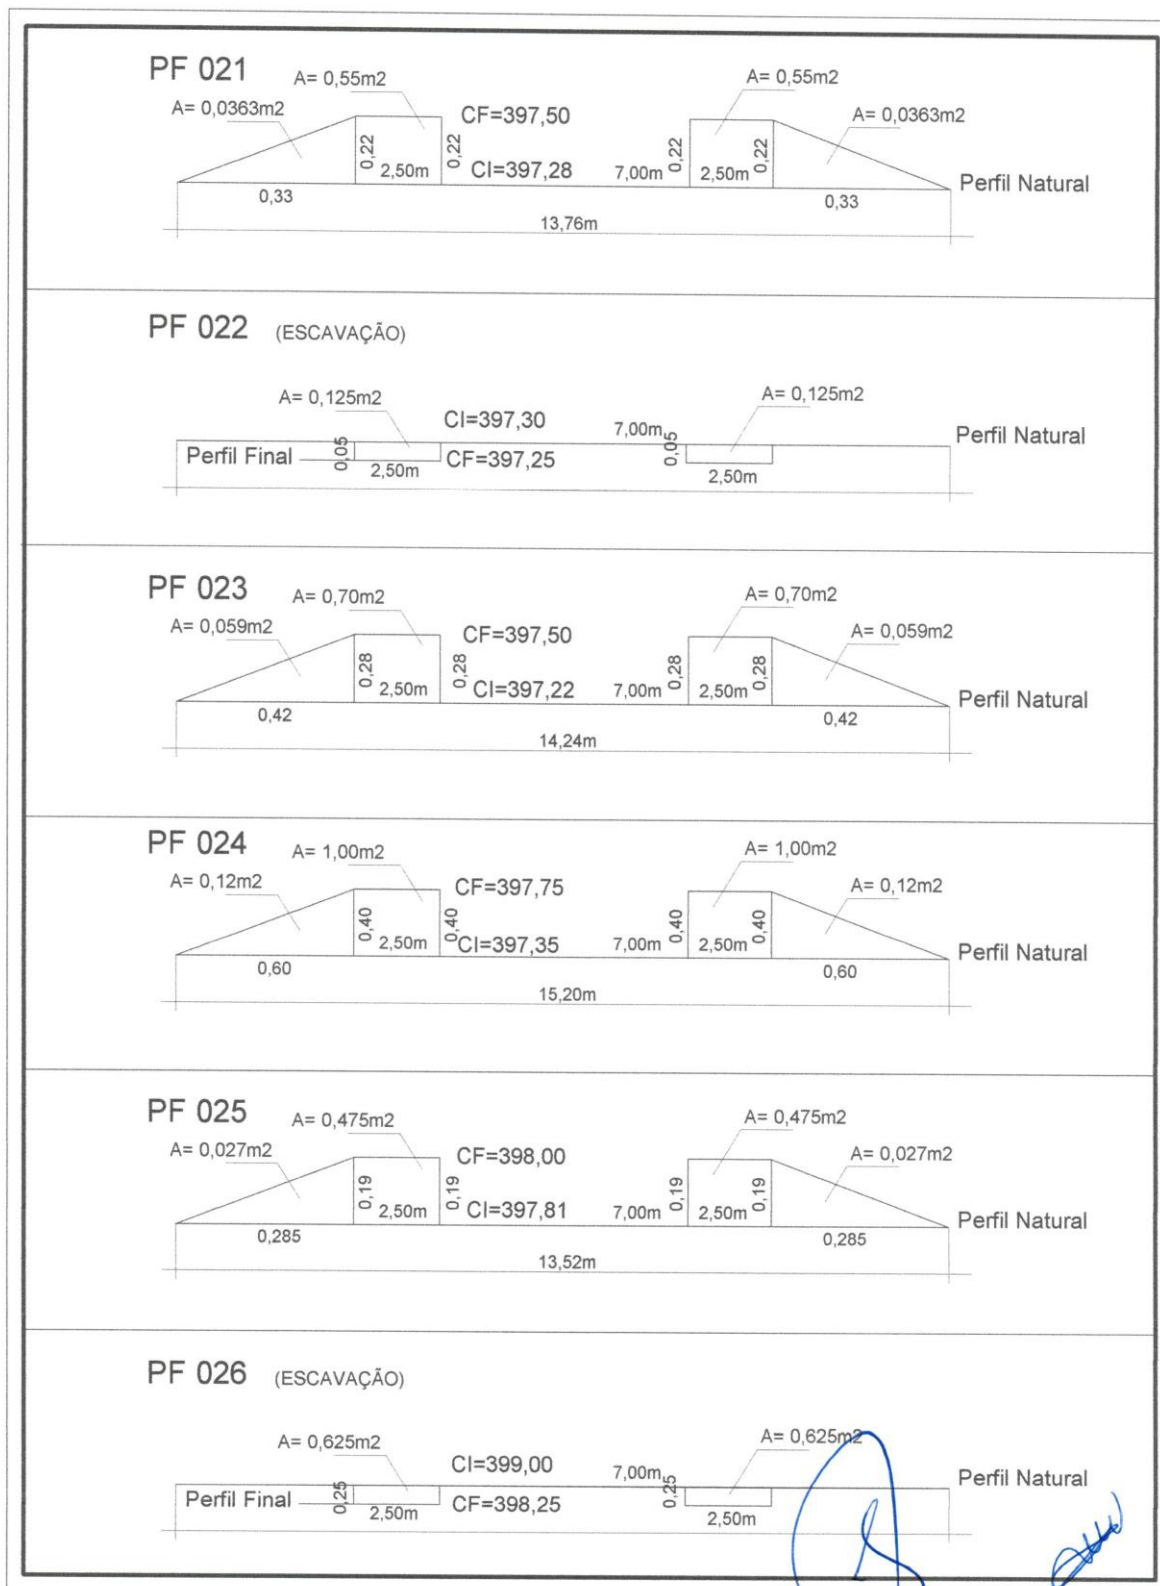 PF 021
A= 0,55m2
A= 0,55m2
A= 0,0363m2
CF=397,50
A= 0,0363m2
0,22
0,22
0,22
0,22
2,50m
CI=397,28
7,00m
2,50m
Perfil Natural
0,33
0,33
13,76m
PF 022 (ESCAVAÇÃO)
A= 0,125m2
A= 0,125m2
CI=397,30
7,00m
Perfil Natural
Perfil Final
0,05
0,05
2,50m
CF=397,25
2,50m
PF 023
A= 0,70m2
A= 0,70m2
A= 0,059m2
CF=397,50
A= 0,059m2
0,28
0,28
0,28
0,28
2,50m
CI=397,22
7,00m
2,50m
Perfil Natural
0,42
0,42
14,24m
PF 024
A= 1,00m2
A= 1,00m2
A= 0,12m2
CF=397,75
A= 0,12m2
0,40
0,40
0,40
0,40
2,50m
CI=397,35
7,00m
2,50m
Perfil Natural
0,60
0,60
15,20m
PF 025
A= 0,475m2
A= 0,475m2
A= 0,027m2
CF=398,00
A= 0,027m2
0,19
0,19
0,19
0,19
2,50m
CI=397,81
7,00m
2,50m
Perfil Natural
0,285
0,285
13,52m
PF 026 (ESCAVAÇÃO)
A= 0,625m2
A= 0,625m2
CI=399,00
7,00m
Perfil Natural
Perfil Final
0,25
0,25
2,50m
CF=398,25
2,50m